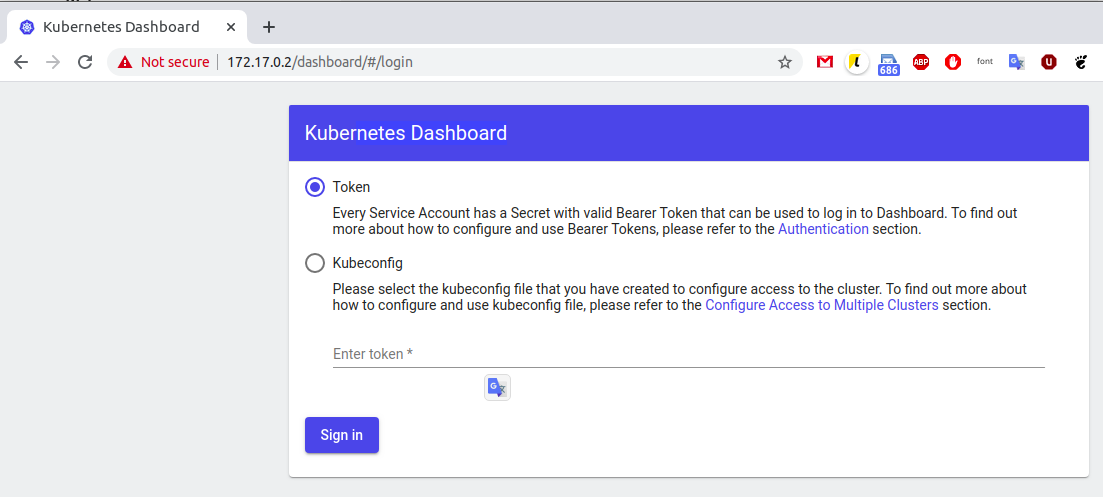 Kubernetes Dashboard
Not secure 172.17.0.2/dashboard/#/login
686
ABP
font
Kubernetes Dashboard
Token
Every Service Account has a Secret with valid Bearer Token that can be used to log in to Dashboard. To find out
more about how to configure and use Bearer Tokens, please refer to the Authentication section.
Kubeconfig
Please select the kubeconfig file that you have created to configure access to the cluster. To find out more about
how to configure and use kubeconfig file, please refer to the Configure Access to Multiple Clusters section.
Enter token *
Sign in